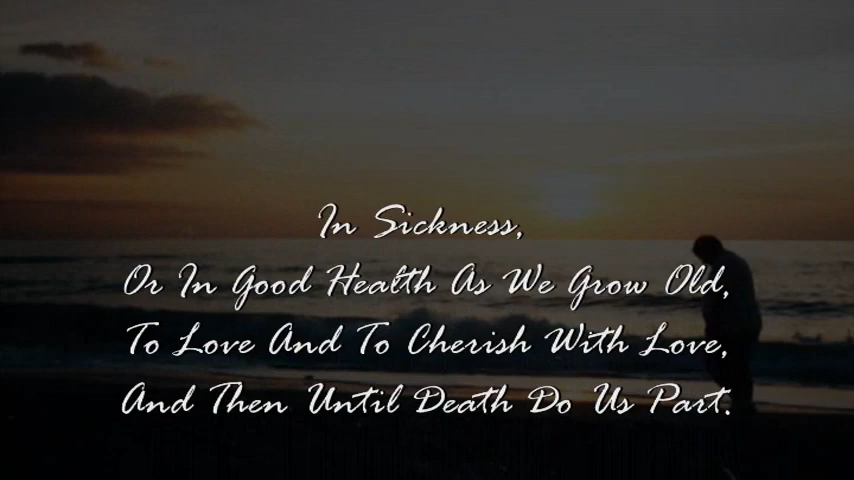 In Sickness,
Or In Good Health As We Grow Old,
To Love And To Cherish With Love,
And Then Until Death Do Us Part.